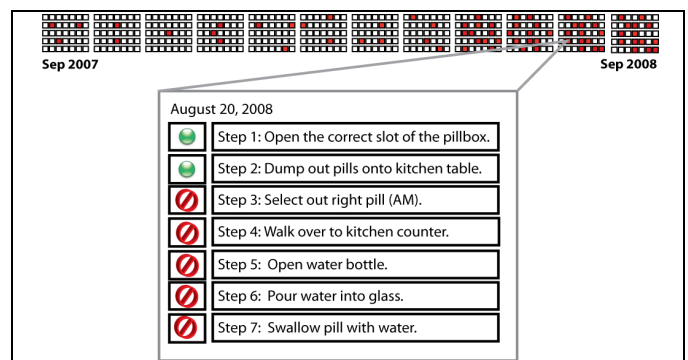 Sep 2007
Sep 2008
August 20, 2008
Step 1: Open the correct slot of the pillbox.
Step 2: Dump out pills onto kitchen table.
Step 3: Select out right pill (AM).
Step 4: Walk over to kitchen counter.
Step 5: Open water bottle.
Step 6: Pour water into glass.
Step 7: Swallow pill with water.